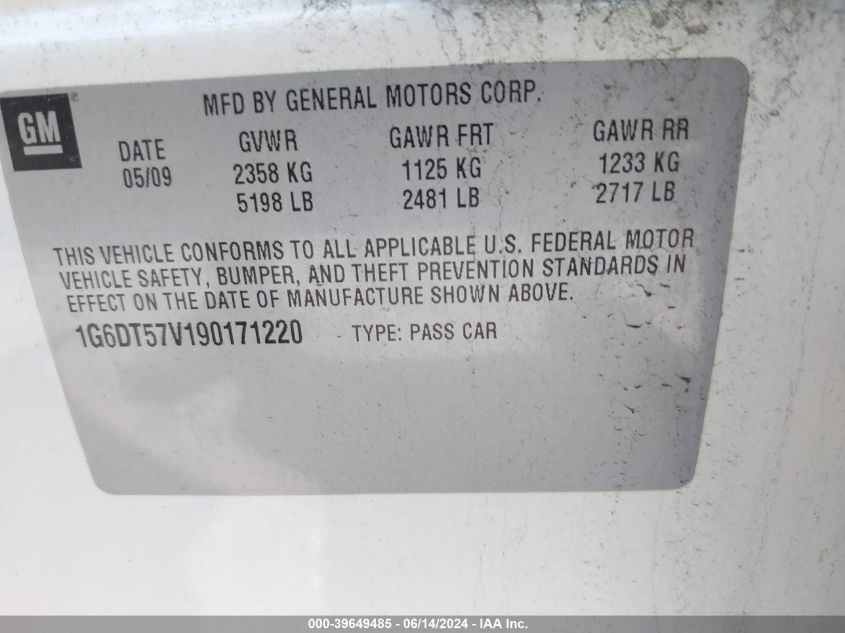 GM
MFD BY GENERAL MOTORS CORP.
DATE GVWR GAWR FRT GAWR RR
05/09 2358 KG 1125 KG 1233 KG
5198 LB 2481 LB 2717 LB
THIS VEHICLE CONFORMS TO ALL APPLICABLE U.S. FEDERAL MOTOR
VEHICLE SAFETY, BUMPER, AND THEFT PREVENTION STANDARDS IN
EFFECT ON THE DATE OF MANUFACTURE SHOWN ABOVE.
1G6DT57V190171220 TYPE: PASS CAR
000-39649485 - 06/14/2024 - IAA Inc.